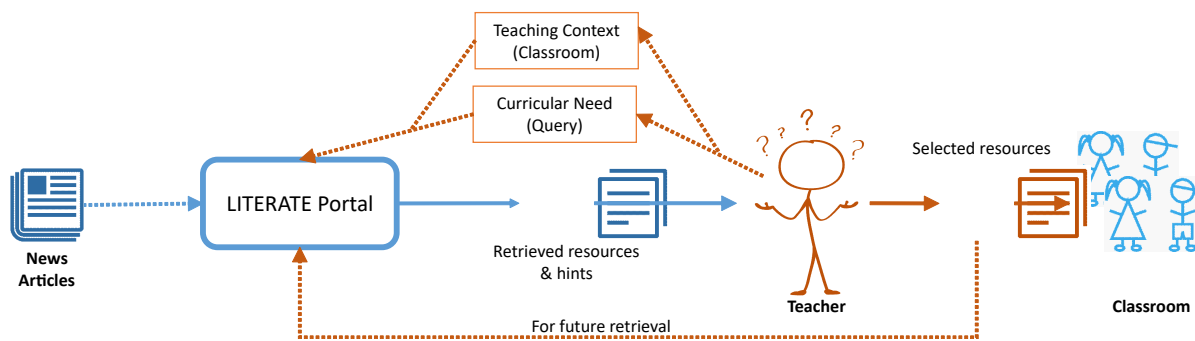 Teaching Context
(Classroom)
Curricular Need
(Query)
? ? ? ? ?
Selected resources
LITERATE Portal
Retrieved resources
& hints
News
Articles
Teacher
Classroom
For future retrieval